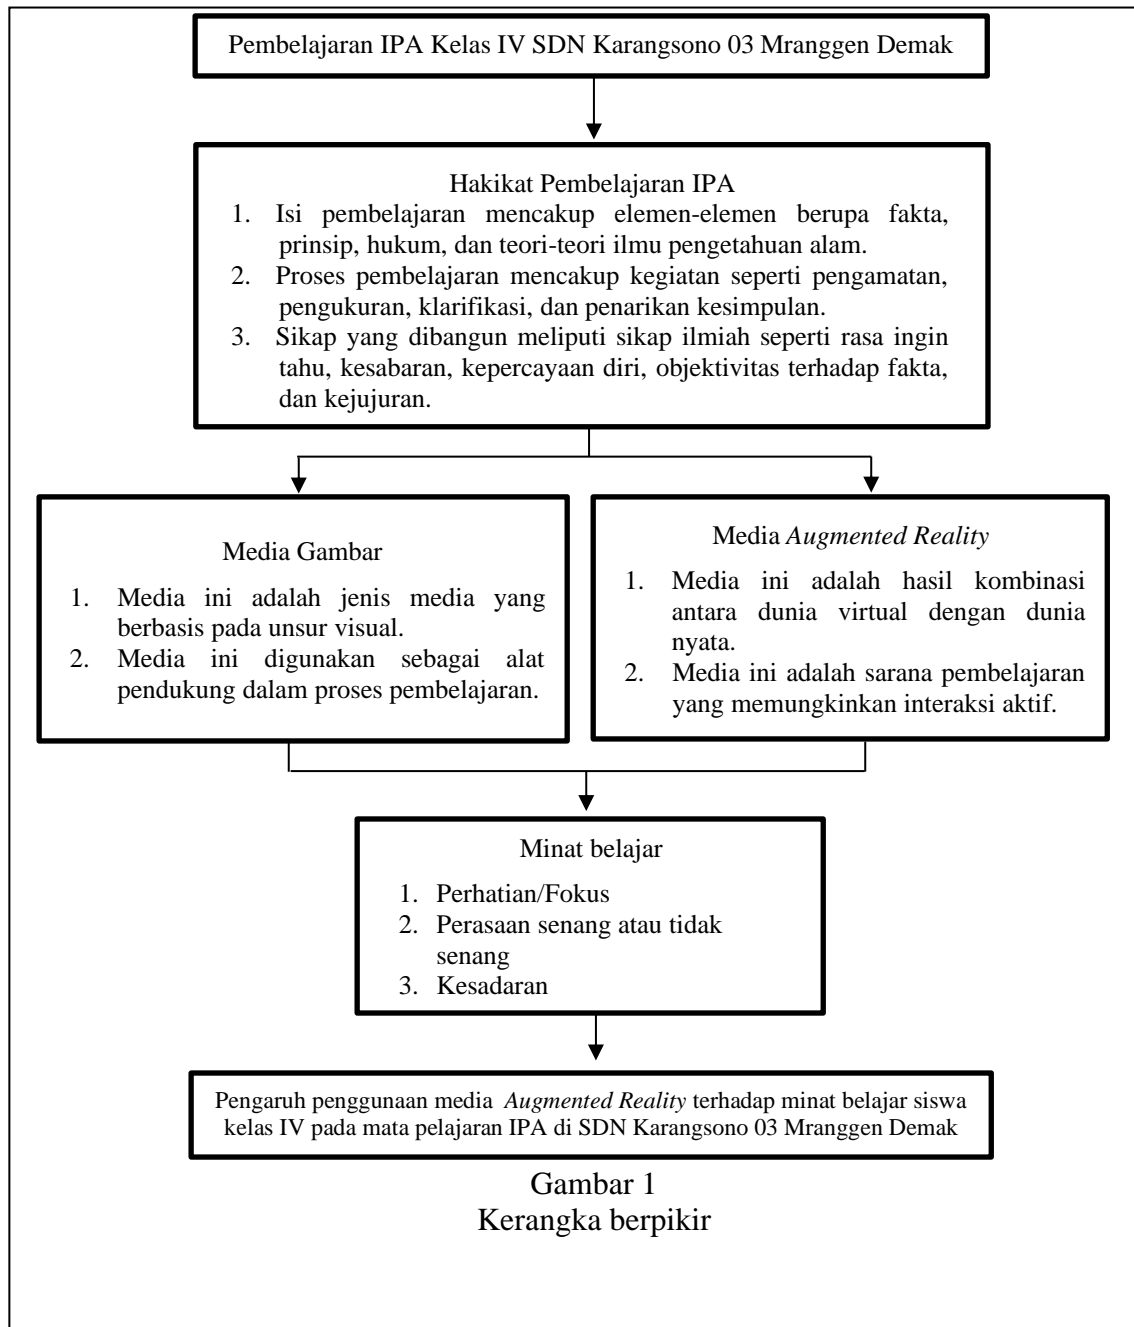 Pembelajaran IPA Kelas IV SDN Karangsono 03 Mranggen Demak
Hakikat Pembelajaran IPA
1. Isi pembelajaran mencakup elemen-elemen berupa fakta,
prinsip, hukum, dan teori-teori ilmu pengetahuan alam.
2. Proses pembelajaran mencakup kegiatan seperti pengamatan,
pengukuran, klarifikasi, dan penarikan kesimpulan.
3. Sikap yang dibangun meliputi sikap ilmiah seperti rasa ingin
tahu, kesabaran, kepercayaan diri, objektivitas terhadap fakta,
dan kejujuran.
Media Gambar
1. Media ini adalah jenis media yang
berbasis pada unsur visual.
2. Media ini digunakan sebagai alat
pendukung dalam proses pembelajaran.
Media Augmented Reality
1. Media ini adalah hasil kombinasi
antara dunia virtual dengan dunia
nyata.
2. Media ini adalah sarana pembelajaran
yang memungkinkan interaksi aktif.
Minat belajar
1. Perhatian/Fokus
2. Perasaan senang atau tidak
senang
3. Kesadaran
Pengaruh penggunaan media Augmented Reality terhadap minat belajar siswa
kelas IV pada mata pelajaran IPA di SDN Karangsono 03 Mranggen Demak
Gambar 1
Kerangka berpikir